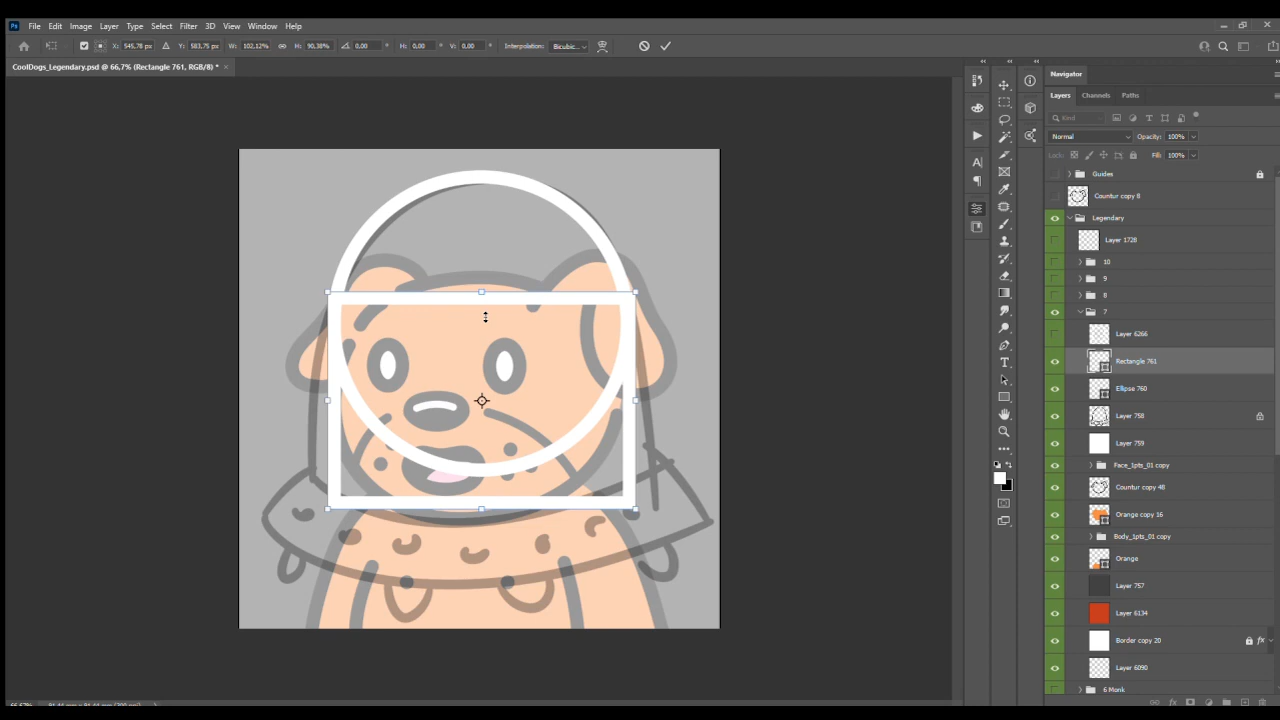 Ps File Edit Image Layer Type Select Filter 3D View Window Help
X: 545,78 px Y: 583,75 px W: 102,12% H: 90,38% 0,00 ° H: 0,00 ° V: 0,00 ° Interpolation: Bicubic...
CoolDogs_Legendary.psd @ 66,7% (Rectangle 761, RGB/8) * ×
Navigator
Layers Channels Paths
Kind
Normal Opacity: 100%
Lock: Fill: 100%
Guides
Countur copy 8
Legendary
Layer 1728
10
9
8
7
Layer 6266
Rectangle 761
Ellipse 760
Layer 758
Layer 759
Face_1pts_01 copy
Countur copy 48
Orange copy 16
Body_1pts_01 copy
Orange
Layer 757
Layer 6134
Border copy 20 fx
Layer 6090
6 Monk